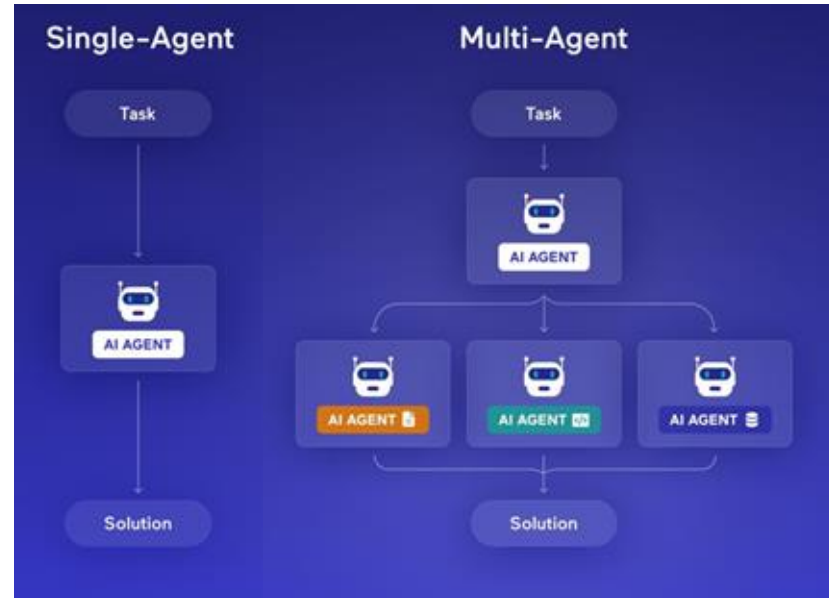 Single-Agent
Task
AI AGENT
Solution
Multi-Agent
Task
AI AGENT
AI AGENT
AI AGENT
AI AGENT
Solution